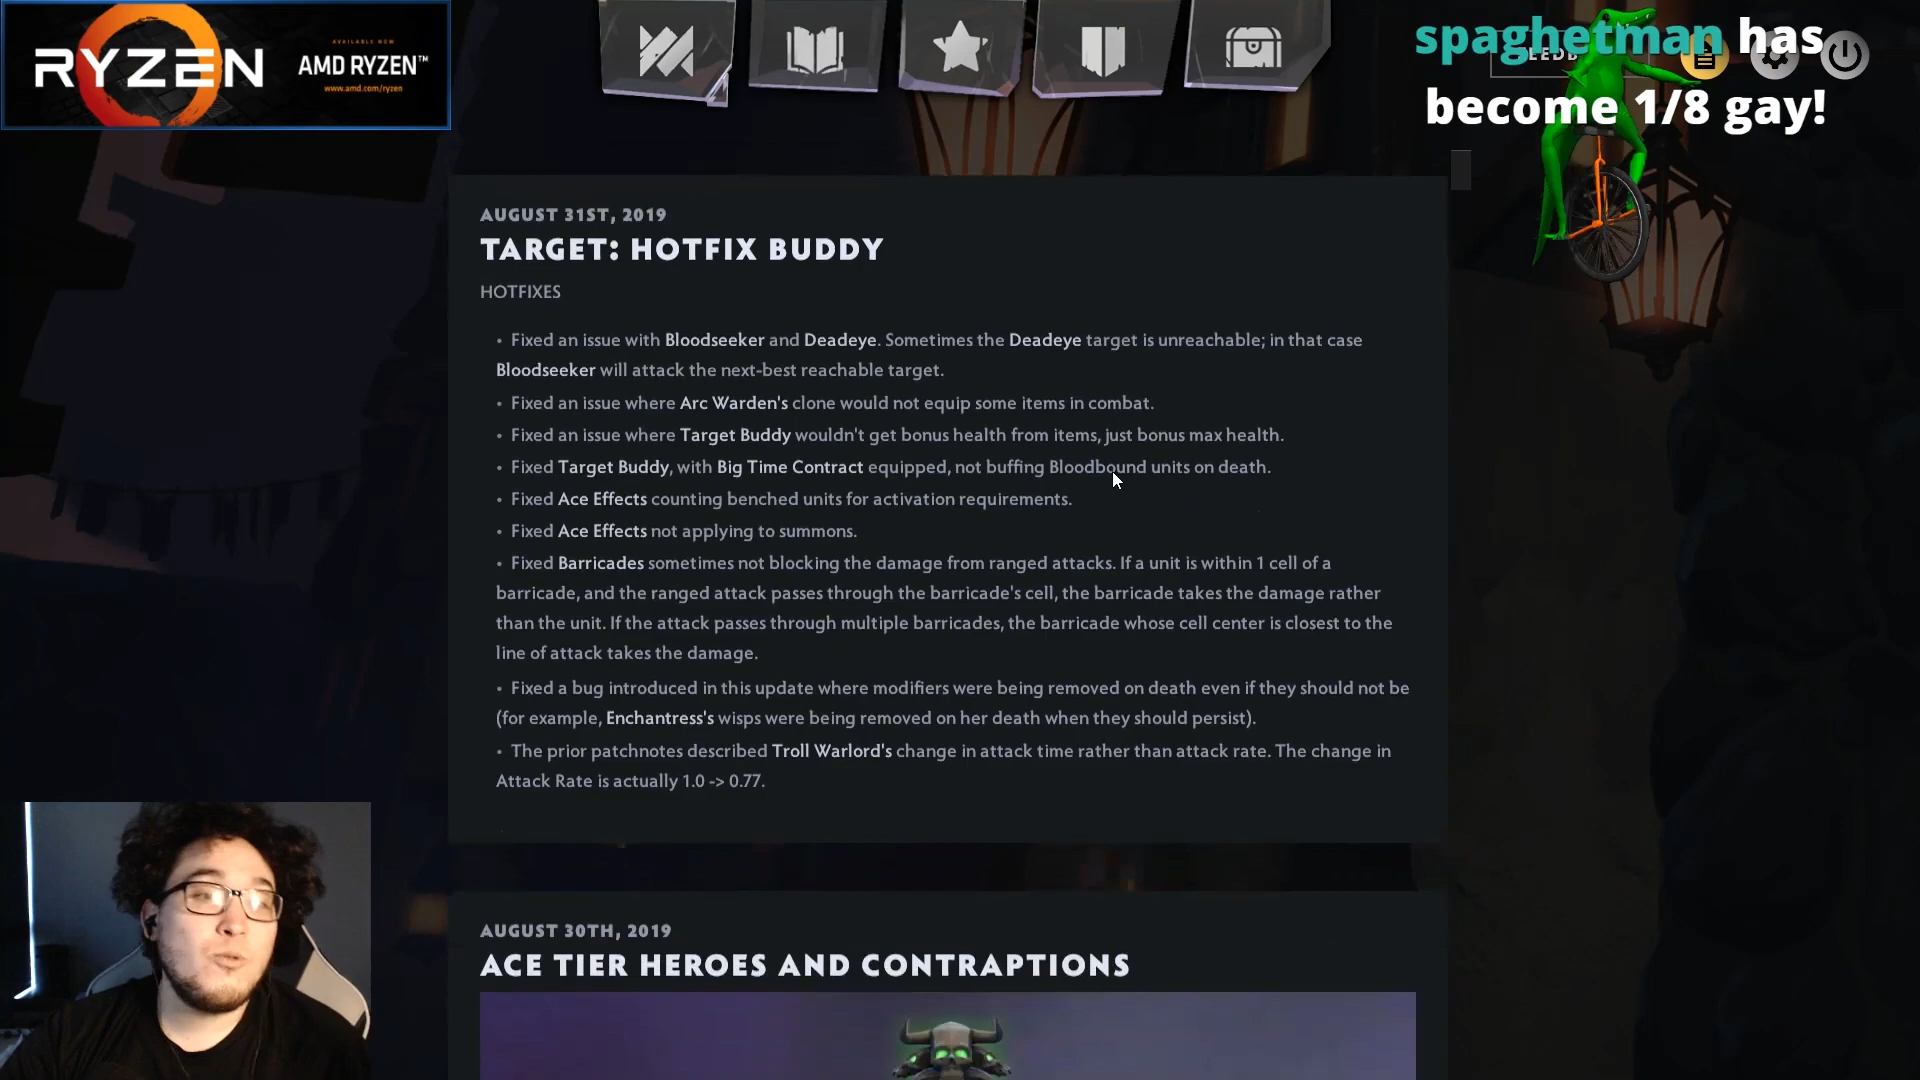 RYZEN
AVAILABLE NOW
AMD RYZEN™
www.amd.com/ryzen
spaghetman has
become 1/8 gay!
AUGUST 31ST, 2019
TARGET: HOTFIX BUDDY
HOTFIXES
• Fixed an issue with Bloodseeker and Deadeye. Sometimes the Deadeye target is unreachable; in that case
Bloodseeker will attack the next-best reachable target.
• Fixed an issue where Arc Warden's clone would not equip some items in combat.
• Fixed an issue where Target Buddy wouldn't get bonus health from items, just bonus max health.
• Fixed Target Buddy, with Big Time Contract equipped, not buffing Bloodbound units on death.
• Fixed Ace Effects counting benched units for activation requirements.
• Fixed Ace Effects not applying to summons.
• Fixed Barricades sometimes not blocking the damage from ranged attacks. If a unit is within 1 cell of a
barricade, and the ranged attack passes through the barricade's cell, the barricade takes the damage rather
than the unit. If the attack passes through multiple barricades, the barricade whose cell center is closest to the
line of attack takes the damage.
• Fixed a bug introduced in this update where modifiers were being removed on death even if they should not be
(for example, Enchantress's wisps were being removed on her death when they should persist).
• The prior patchnotes described Troll Warlord's change in attack time rather than attack rate. The change in
Attack Rate is actually 1.0 -> 0.77.
AUGUST 30TH, 2019
ACE TIER HEROES AND CONTRAPTIONS